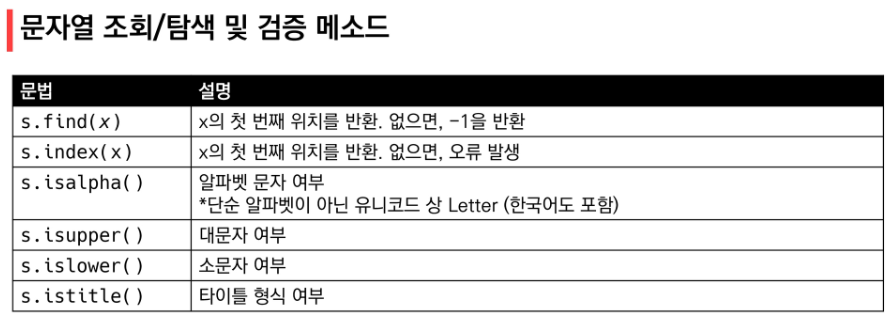 문자열 조회/탐색 및 검증 메소드
문법 설명
s.find(x) x의 첫 번째 위치를 반환. 없으면, -1을 반환
s.index(x) x의 첫 번째 위치를 반환. 없으면, 오류 발생
s.isalpha() 알파벳 문자 여부
*단순 알파벳이 아닌 유니코드 상 Letter (한국어도 포함)
s.isupper() 대문자 여부
s.islower() 소문자 여부
s.istitle() 타이틀 형식 여부